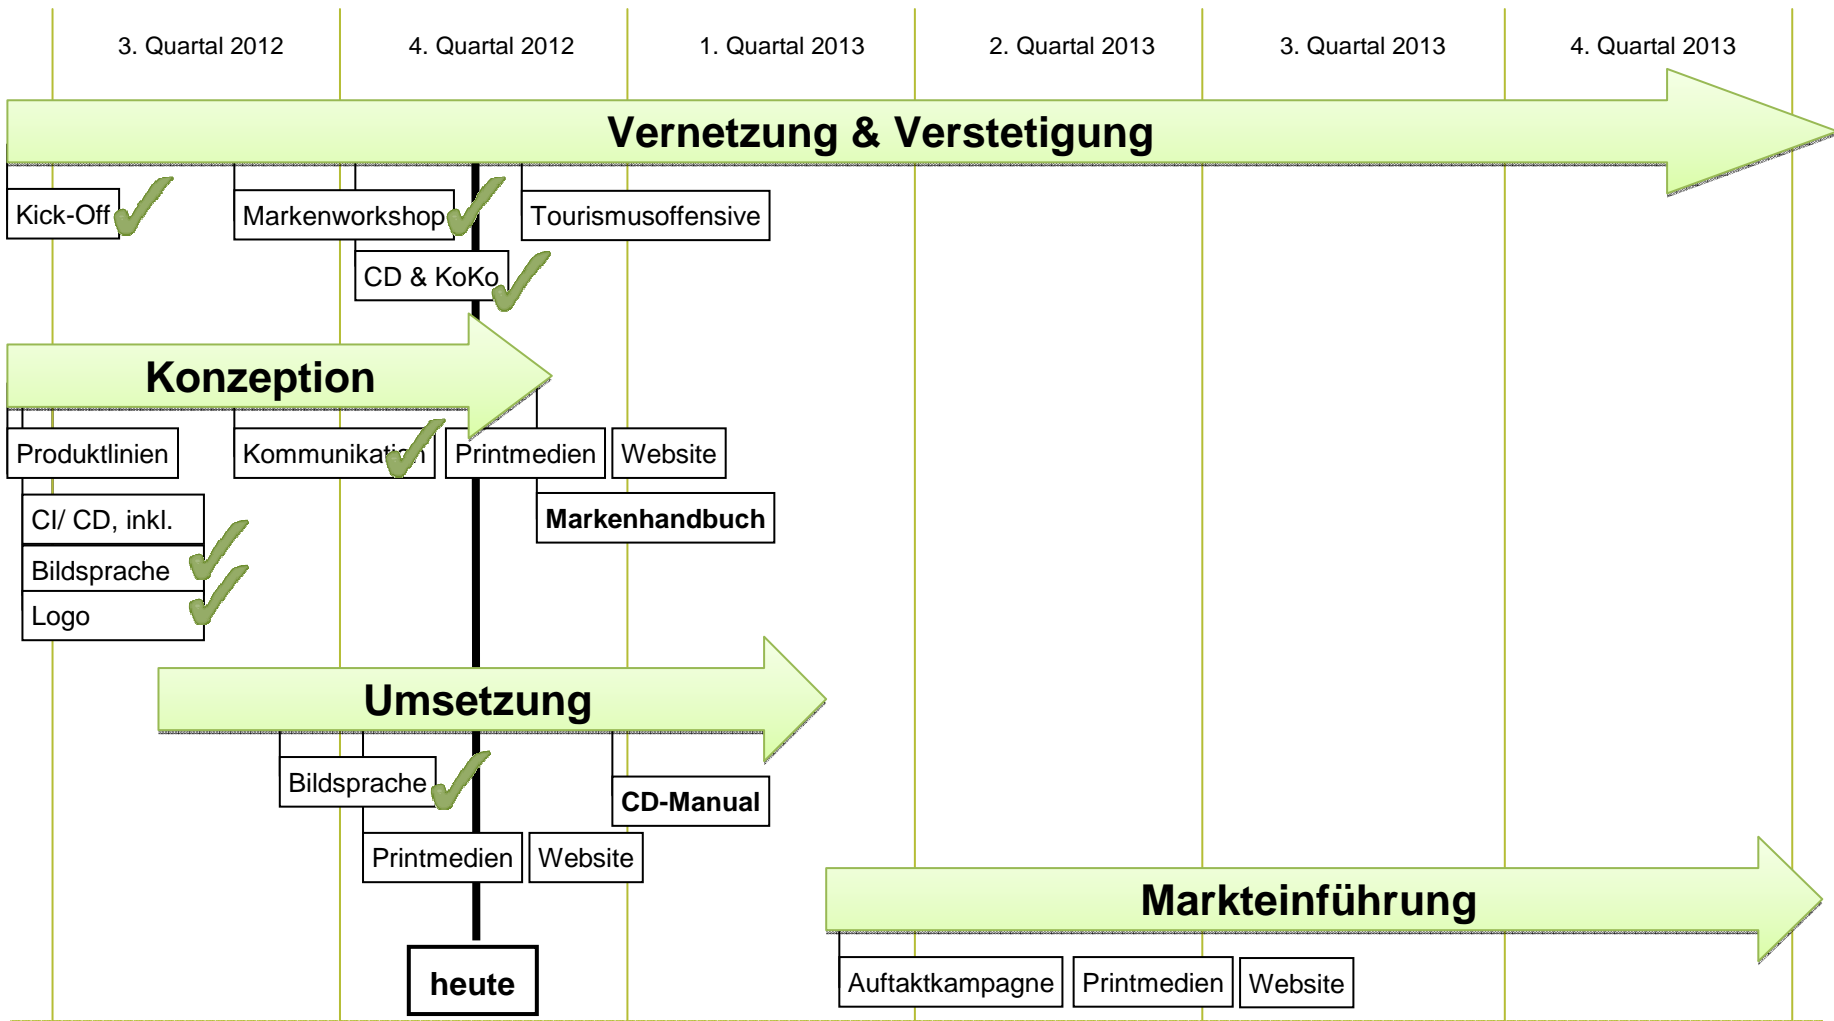 3. Quartal 2012
4. Quartal 2012
1. Quartal 2013
2. Quartal 2013
3. Quartal 2013
4. Quartal 2013
Vernetzung & Verstetigung
Kick-Off
Markenworkshop
Tourismusoffensive
CD & KoKo
Konzeption
Produktlinien
Kommunikation
Printmedien
Website
CI/ CD, inkl.
Markenhandbuch
Bildsprache
Logo
Umsetzung
Bildsprache
CD-Manual
Printmedien
Website
Markteinführung
heute
Auftaktkampagne
Printmedien
Website